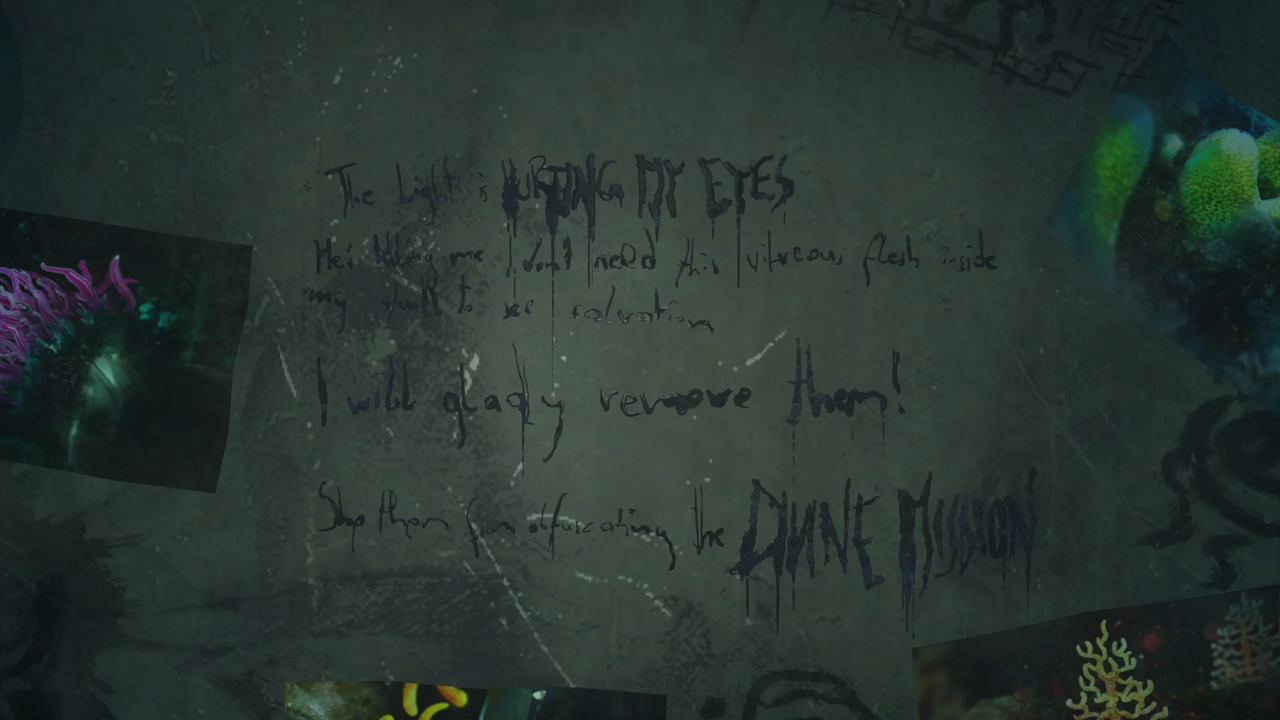 The Light is HURTING MY EYES
He's telling me I don't need this vitreous flesh inside
my skull to see salvation
I will gladly remove them!
Stop them from obfuscating the DIVINE MISSION